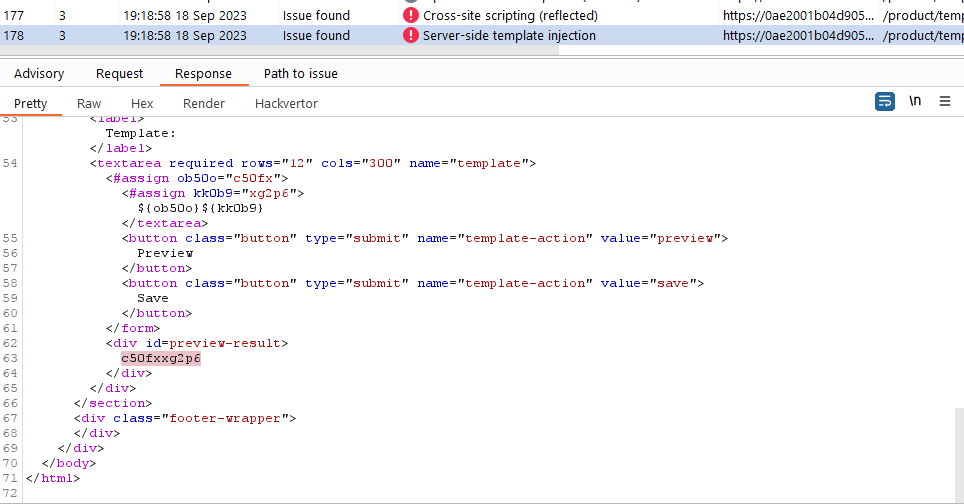 177 3 19:18:58 18 Sep 2023 Issue found Cross-site scripting (reflected) https://0ae2001b04d905... /product/temp
178 3 19:18:58 18 Sep 2023 Issue found Server-side template injection https://0ae2001b04d905... /product/temp
Advisory Request Response Path to issue
Pretty Raw Hex Render Hackvertor \n
53 <label>
Template:
</label>
54 <textarea required rows="12" cols="300" name="template">
<#assign ob50o="c50fx">
<#assign kk0b9="xg2p6">
${ob50o}${kk0b9}
</textarea>
55 <button class="button" type="submit" name="template-action" value="preview">
56 Preview
57 </button>
58 <button class="button" type="submit" name="template-action" value="save">
59 Save
60 </button>
61 </form>
62 <div id=preview-result>
63 c50fxxg2p6
64 </div>
65 </div>
66 </section>
67 <div class="footer-wrapper">
68 </div>
69 </div>
70 </body>
71 </html>
72